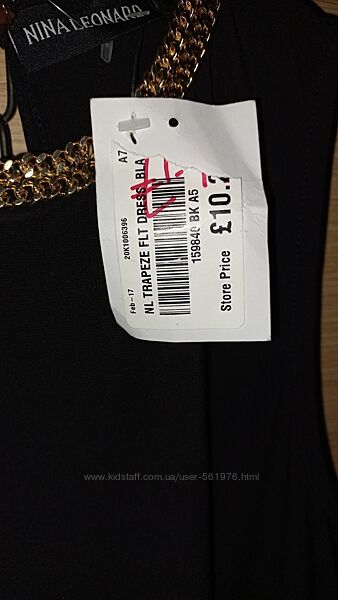 NINA LEONARD
A7
20K1006396
Feb-17
NL TRAPEZE FLT DRESS BLA
159840 BK A5
Store Price £10.2
www.kidstaff.com.ua/user-561976.html